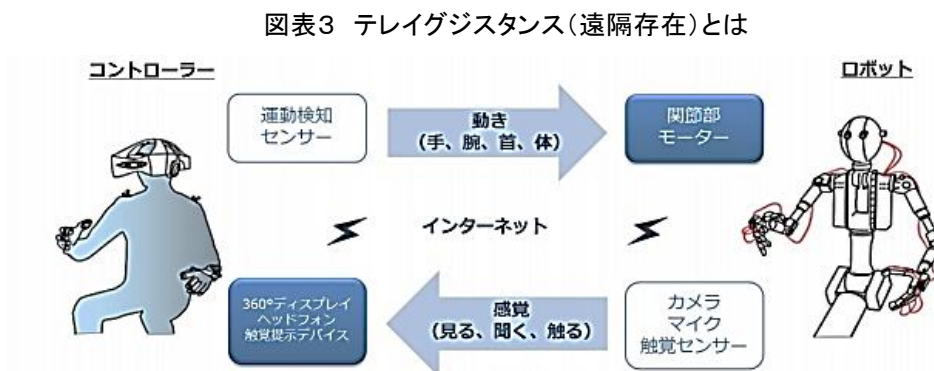 図表3 テレイグジスタンス(遠隔存在)とは
コントローラー
ロボット
運動検知
センサー
動き
(手、腕、首、体)
関節部
モーター
インターネット
360°ディスプレイ
ヘッドフォン
触覚提示デバイス
感覚
(見る、聞く、触る)
カメラ
マイク
触覚センサー